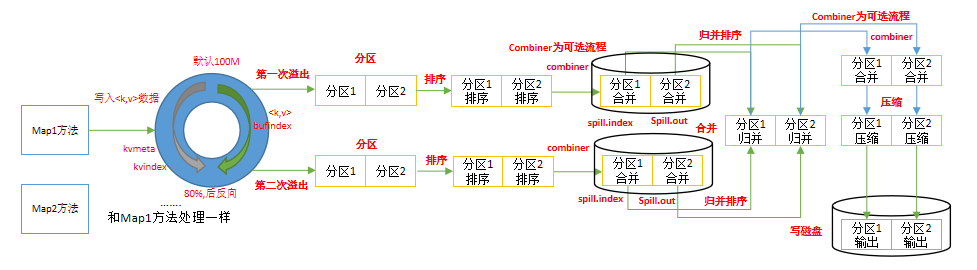 Combiner为可选流程
默认100M
第一次溢出
分区
Combiner为可选流程
归并排序
combiner
写入<k,v>数据
分区1
分区2
排序
分区1
排序
分区2
排序
combiner
分区1
合并
分区2
合并
分区1
合并
分区2
合并
Map1方法
<k,v>
bufindex
spill.index
Spill.out
压缩
kvmeta
kvindex
合并
分区1
归并
分区2
归并
分区1
压缩
分区2
压缩
分区
combiner
80%,后反向
第二次溢出
分区1
分区2
排序
分区1
排序
分区2
排序
分区1
合并
分区2
合并
Map2方法
.......
和Map1方法处理一样
spill.index
Spill.out
归并排序
写磁盘
分区1
输出
分区2
输出